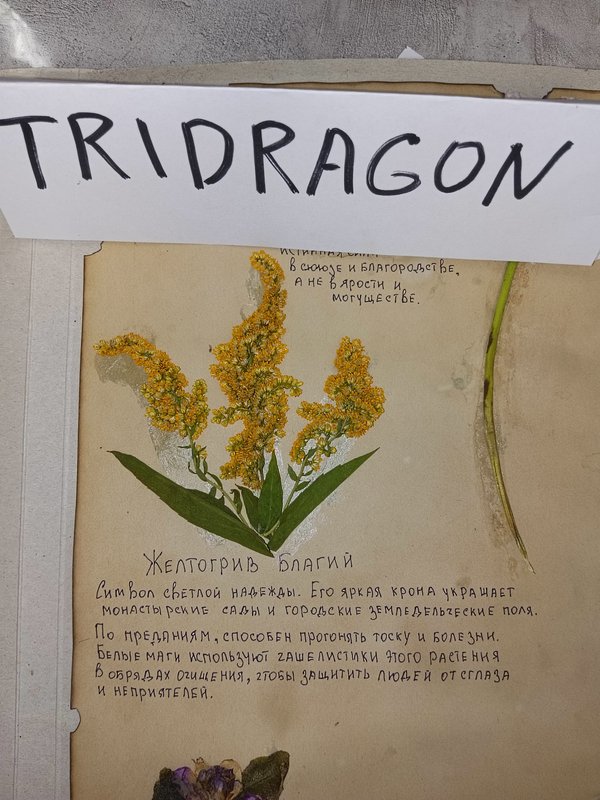 TRIDRAGON
в союзе и благородстве,
а не в ярости и
могуществе.
Желтогрив Благий
Символ светлой надежды. Его яркая крона украшает
монастырские сады и городские земледельческие поля.
По преданиям, способен прогонять тоску и болезни.
Белые маги используют чашелистики этого растения
в обрядах очищения, чтобы защитить людей от сглаза
и неприятелей.